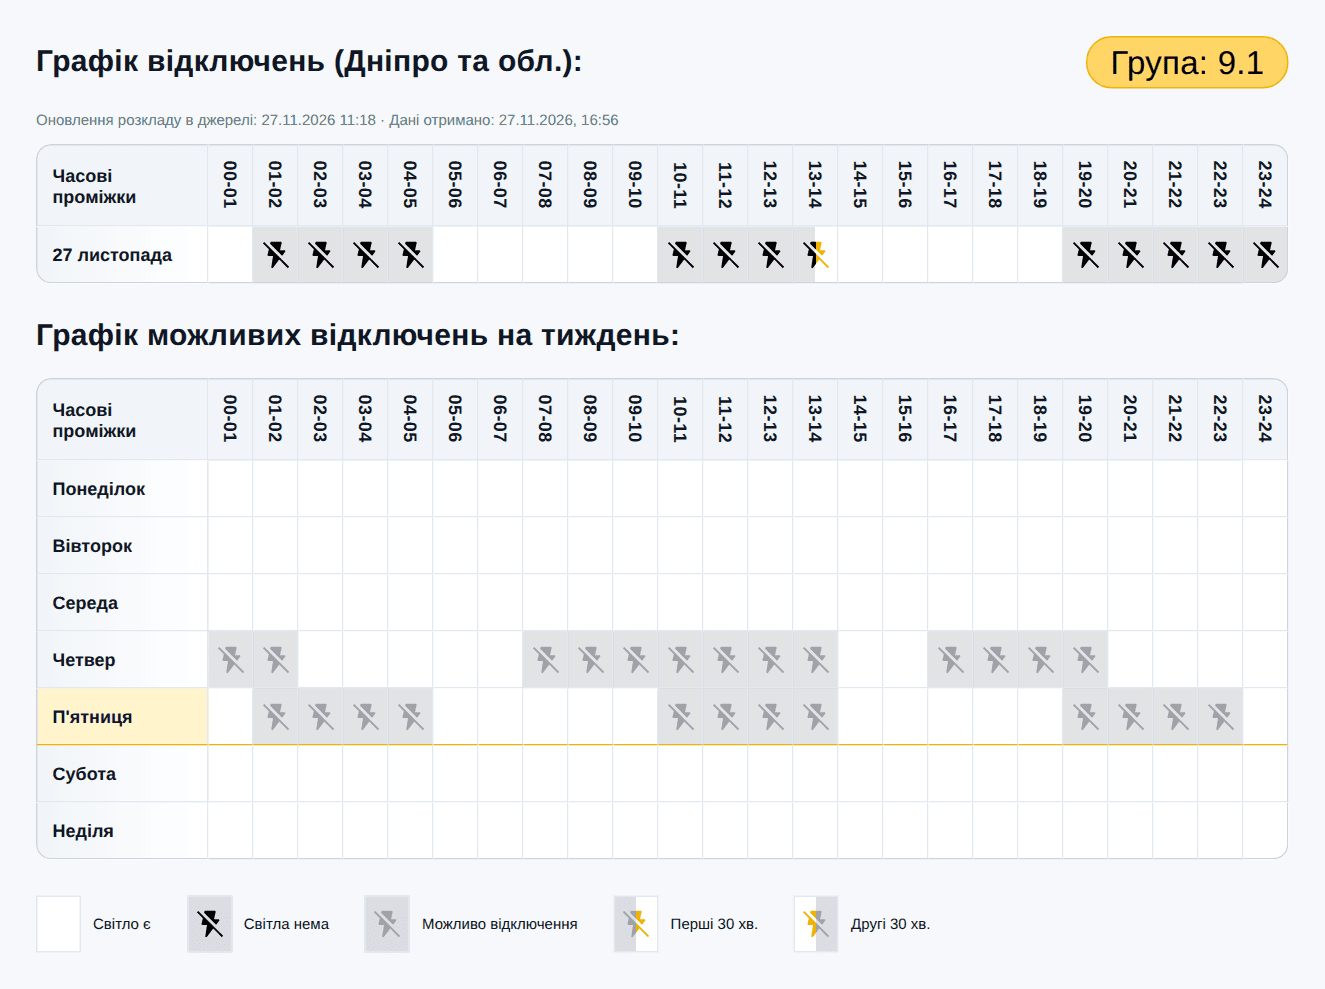 Графік відключень (Дніпро та обл.):
Група: 9.1
Оновлення розкладу в джерелі: 27.11.2026 11:18 · Дані отримано: 27.11.2026, 16:56
Часові проміжки 00-01 01-02 02-03 03-04 04-05 05-06 06-07 07-08 08-09 09-10 10-11 11-12 12-13 13-14 14-15 15-16 16-17 17-18 18-19 19-20 20-21 21-22 22-23 23-24
27 листопада
Графік можливих відключень на тиждень:
Часові проміжки 00-01 01-02 02-03 03-04 04-05 05-06 06-07 07-08 08-09 09-10 10-11 11-12 12-13 13-14 14-15 15-16 16-17 17-18 18-19 19-20 20-21 21-22 22-23 23-24
Понеділок
Вівторок
Середа
Четвер
П'ятниця
Субота
Неділя
Світло є Світла нема Можливо відключення Перші 30 хв. Другі 30 хв.